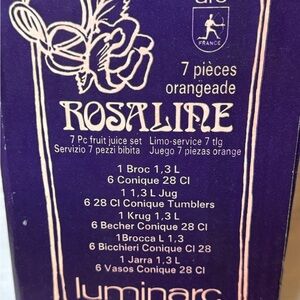 arc
FRANCE
7 pièces
orangeade
ROSALINE
7 Pc fruit juice set Limo-service 7 tlg
Servizio 7 pezzi bibita Juego 7 piezas orange
1 Broc 1,3 L
6 Conique 28 Cl
1 1,3 L Jug
6 28 Cl Conique Tumblers
1 Krug 1,3 L
6 Becher Conique 28 Cl
1Brocca L 1,3
6 Bicchieri Conique Cl 28
1 Jarra 1,3 L
6 Vasos Conique 28 Cl
luminarc